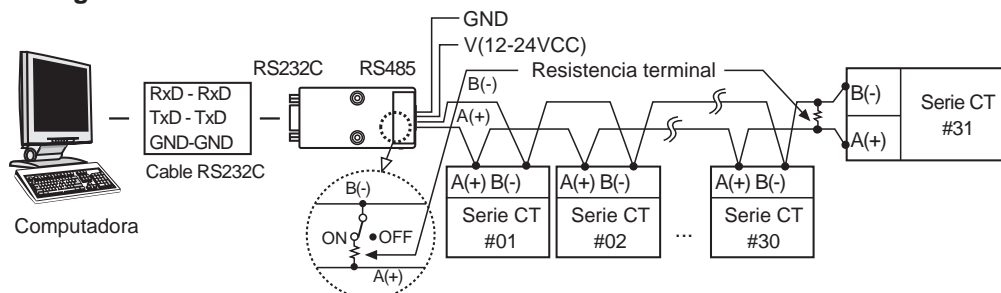 GND
V(12-24VCC)
RS232C
RS485
Resistencia terminal
B(-)
A(+)
RxD - RxD
TxD - TxD
GND-GND
Cable RS232C
Computadora
B(-)
ON
OFF
A(+)
A(+) B(-)
Serie CT
#01
A(+) B(-)
Serie CT
#02
...
A(+) B(-)
Serie CT
#30
B(-)
A(+)
Serie CT
#31